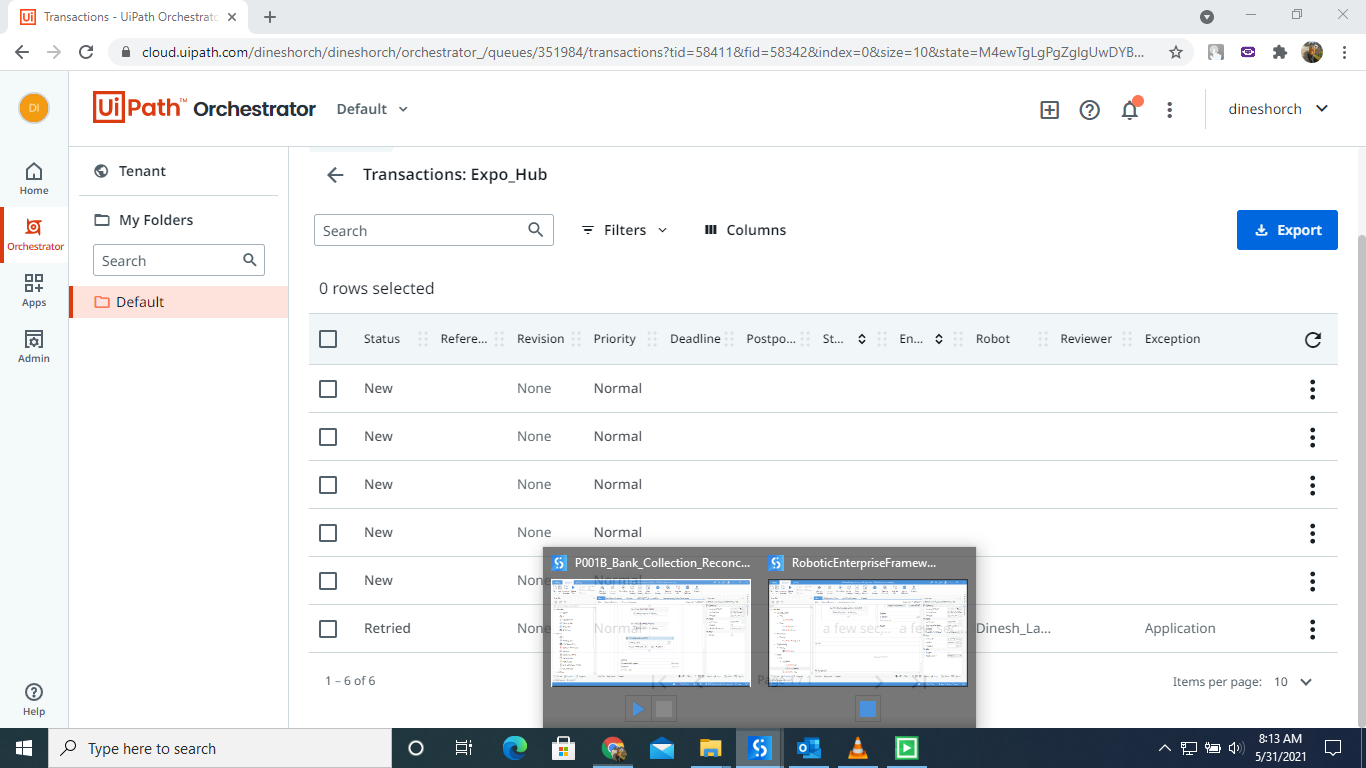 Transactions - UiPath Orchestrato
cloud.uipath.com/dineshorch/dineshorch/orchestrator_/queues/351984/transactions?tid=58411&fid=58342&index=0&size=10&state=M4ewTgLgPgZglgUwDYB...
DI
UiPath™ Orchestrator
Default
dineshorch
Home
Orchestrator
Apps
Admin
Help
Tenant
My Folders
Search
Default
Transactions: Expo_Hub
Search
Filters
Columns
Export
0 rows selected
Status Refere... Revision Priority Deadline Postpo... St... En... Robot Reviewer Exception
New None Normal
New None Normal
New None Normal
New None Normal
New None Normal
Retried None Normal a few sec... a few sec... Dinesh_La... Application
P001B_Bank_Collection_Reconc... RoboticEnterpriseFramew...
1 – 6 of 6
Items per page: 10
Type here to search
8:13 AM
5/31/2021